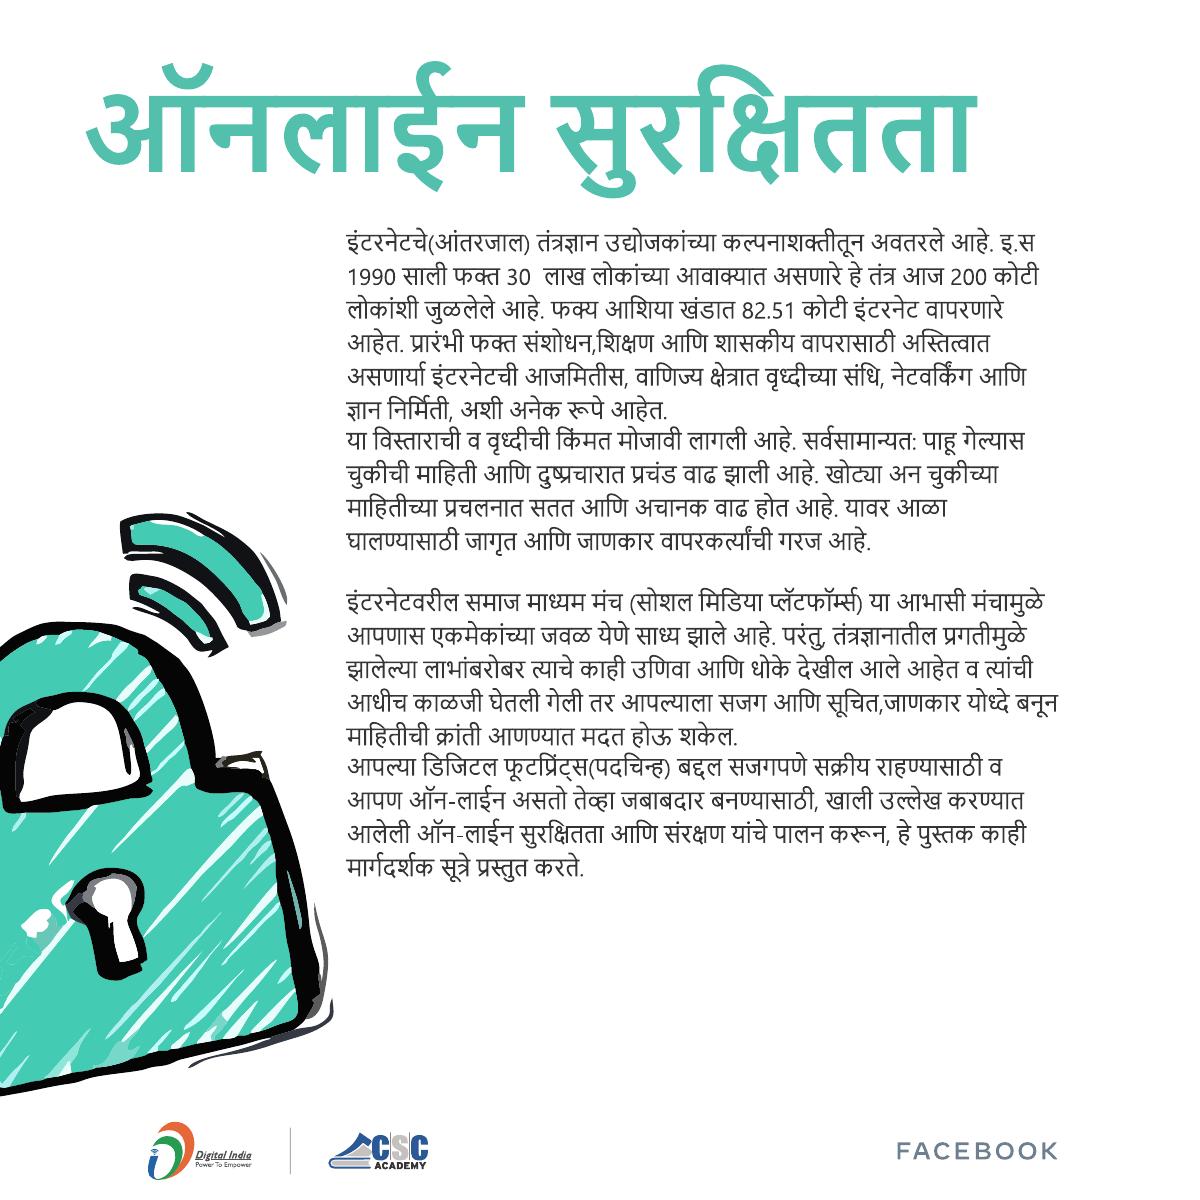 ऑनलाईन सुरक्षितता
इंटरनेटचे(आंतरजाल) तंत्रज्ञान उद्योजकांच्या कल्पनाशक्तीतून अवतरले आहे. इ.स
1990 साली फक्त 30 लाख लोकांच्या आवाक्यात असणारे हे तंत्र आज 200 कोटी
लोकांशी जुळलेले आहे. फक्य आशिया खंडात 82.51 कोटी इंटरनेट वापरणारे
आहेत. प्रारंभी फक्त संशोधन,शिक्षण आणि शासकीय वापरासाठी अस्तित्वात
असणार्या इंटरनेटची आजमितीस, वाणिज्य क्षेत्रात वृध्दीच्या संधि, नेटवर्किंग आणि
ज्ञान निर्मिती, अशी अनेक रूपे आहेत.
या विस्ताराची व वृध्दीची किंमत मोजावी लागली आहे. सर्वसामान्यत: पाहू गेल्यास
चुकीची माहिती आणि दुष्प्रचारात प्रचंड वाढ झाली आहे. खोट्या अन चुकीच्या
माहितीच्या प्रचलनात सतत आणि अचानक वाढ होत आहे. यावर आळा
घालण्यासाठी जागृत आणि जाणकार वापरकर्त्यांची गरज आहे.
इंटरनेटवरील समाज माध्यम मंच (सोशल मिडिया प्लॅटफॉर्म्स) या आभासी मंचामुळे
आपणास एकमेकांच्या जवळ येणे साध्य झाले आहे. परंतु, तंत्रज्ञानातील प्रगतीमुळे
झालेल्या लाभांबरोबर त्याचे काही उणिवा आणि धोके देखील आले आहेत व त्यांची
आधीच काळजी घेतली गेली तर आपल्याला सजग आणि सूचित,जाणकार योध्दे बनून
माहितीची क्रांती आणण्यात मदत होऊ शकेल.
आपल्या डिजिटल फूटप्रिंट्स(पदचिन्ह) बद्दल सजगपणे सक्रीय राहण्यासाठी व
आपण ऑन-लाईन असतो तेव्हा जबाबदार बनण्यासाठी, खाली उल्लेख करण्यात
आलेली ऑन-लाईन सुरक्षितता आणि संरक्षण यांचे पालन करून, हे पुस्तक काही
मार्गदर्शक सूत्रे प्रस्तुत करते.
Digital India
Power To Empower
CSC
ACADEMY
FACEBOOK